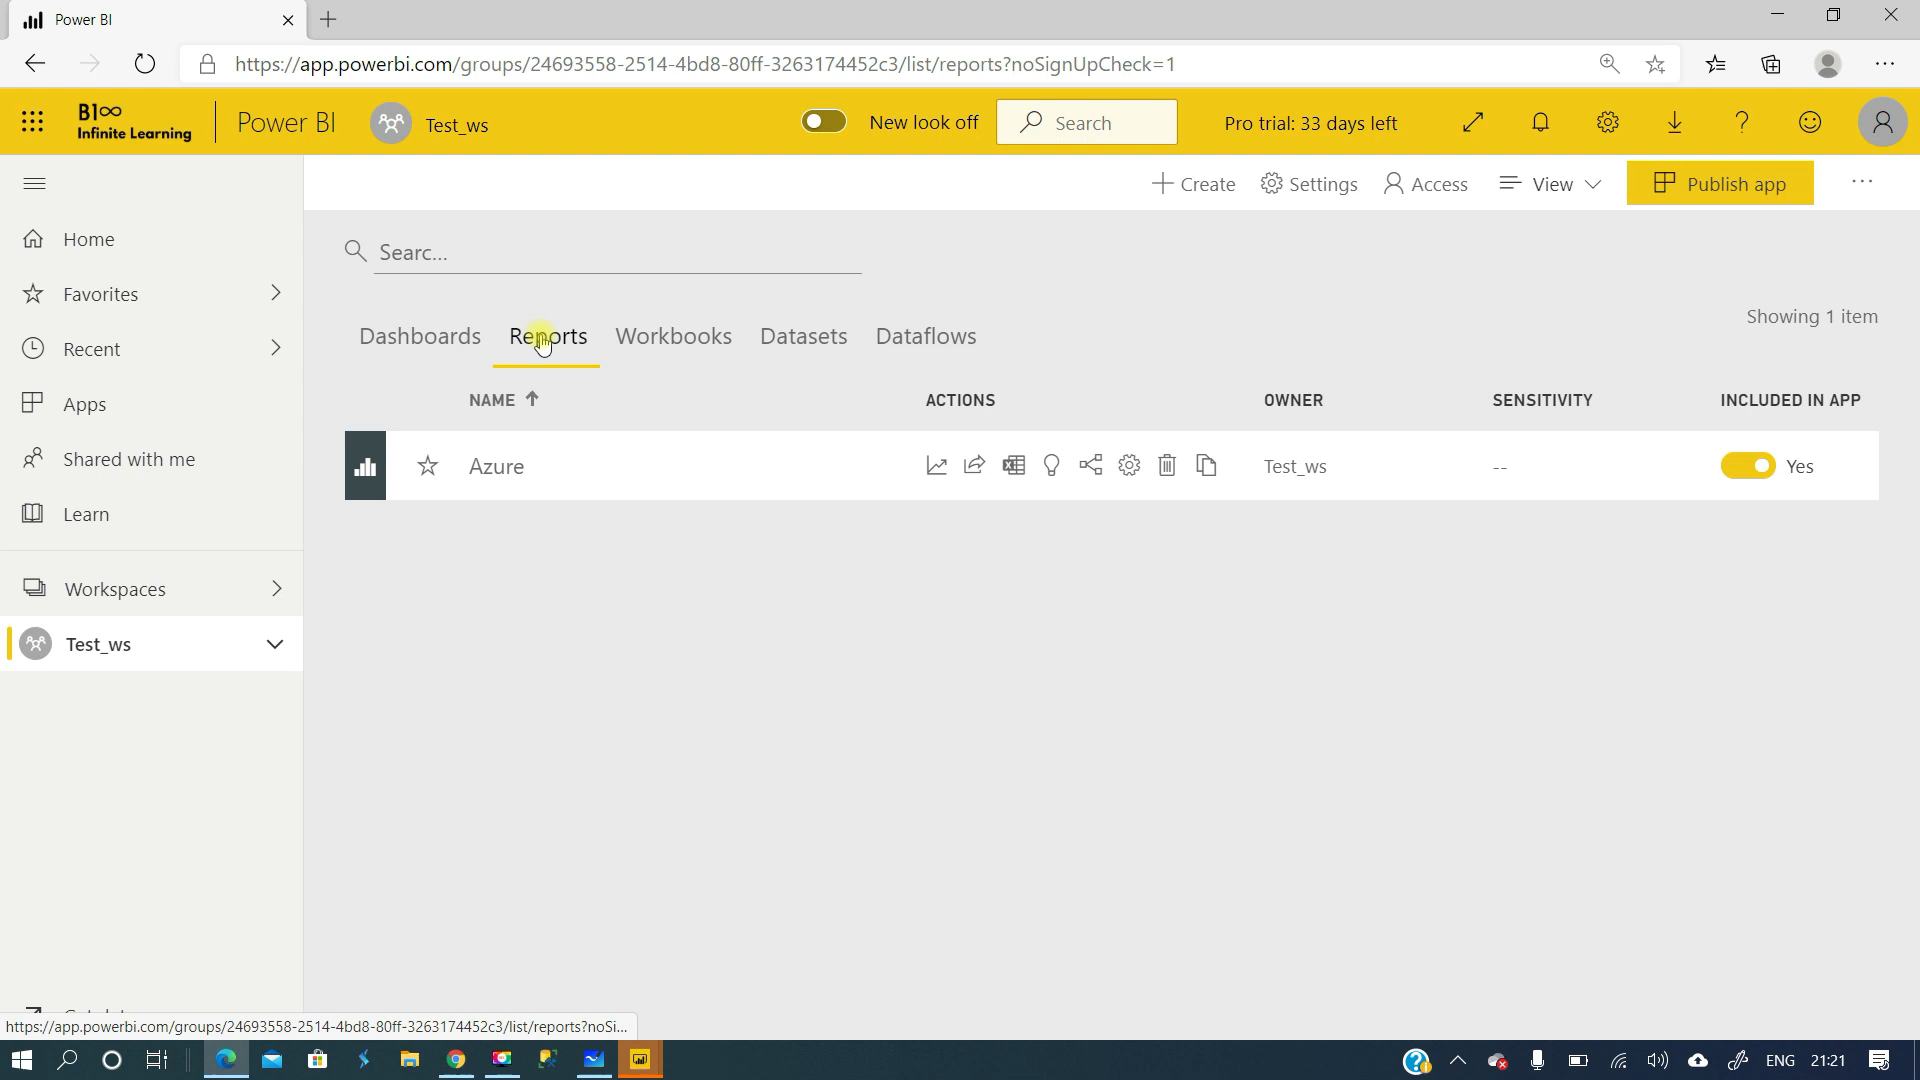 Power BI
https://app.powerbi.com/groups/24693558-2514-4bd8-80ff-3263174452c3/list/reports?noSignUpCheck=1
BI∞
Infinite Learning
Power BI
Test_ws
New look off
Search
Pro trial: 33 days left
Create
Settings
Access
View
Publish app
Home
Favorites
Recent
Apps
Shared with me
Learn
Workspaces
Test_ws
Searc...
Dashboards Reports Workbooks Datasets Dataflows
Showing 1 item
NAME ACTIONS OWNER SENSITIVITY INCLUDED IN APP
Azure Test_ws -- Yes
https://app.powerbi.com/groups/24693558-2514-4bd8-80ff-3263174452c3/list/reports?noSi...
ENG 21:21